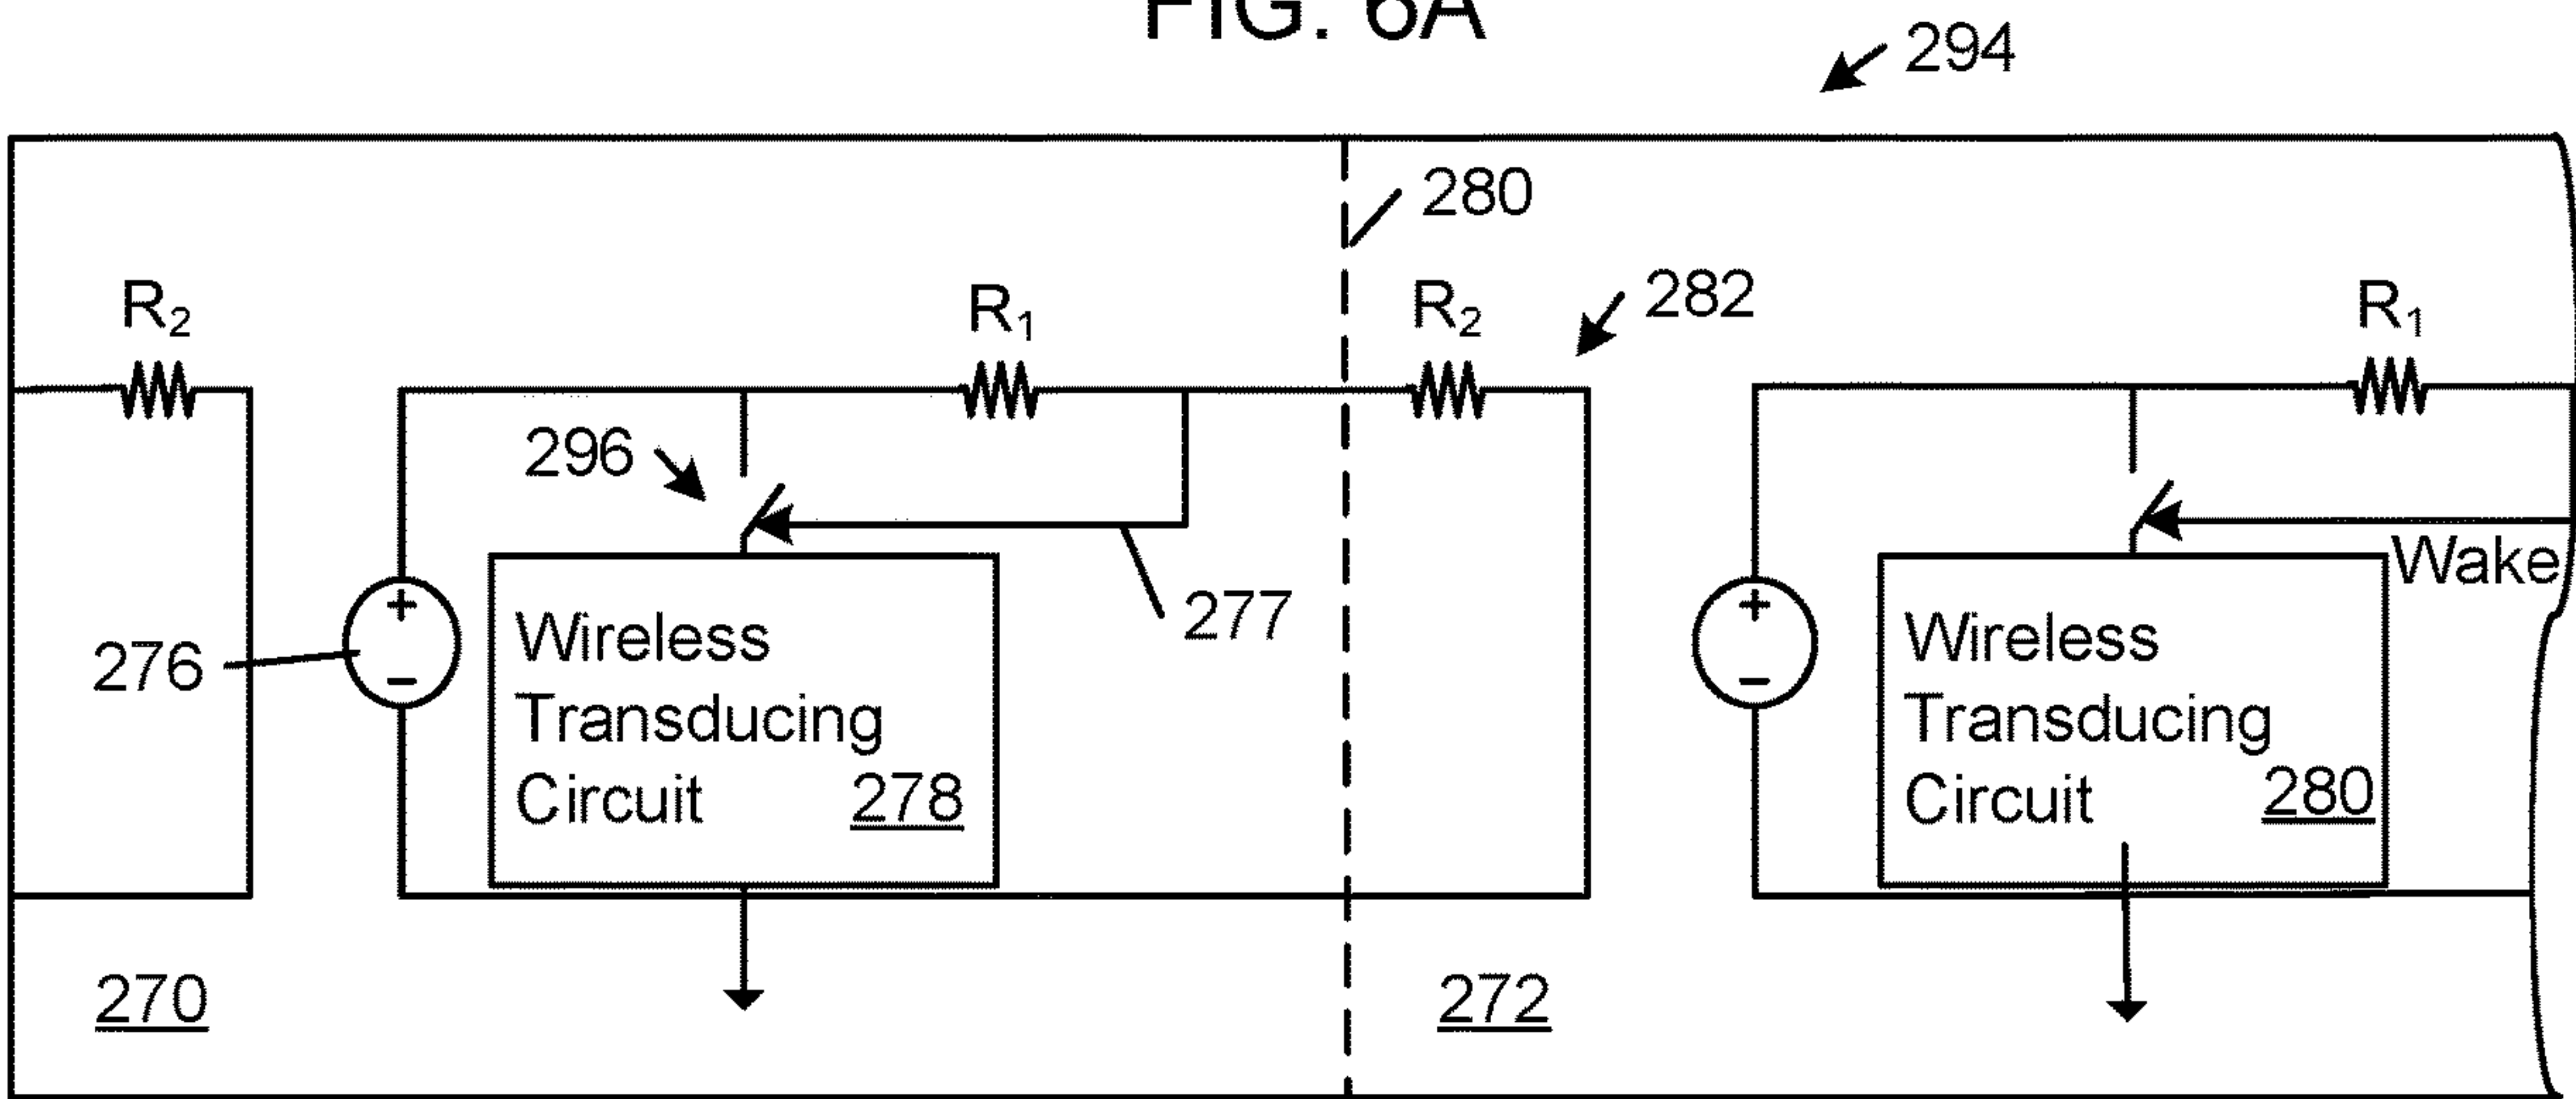 FIG. 6A
294
280
282
R₂
R₁
R₂
R₁
296
277
Wake
276
Wireless
Transducing
Circuit 278
Wireless
Transducing
Circuit 280
270
272